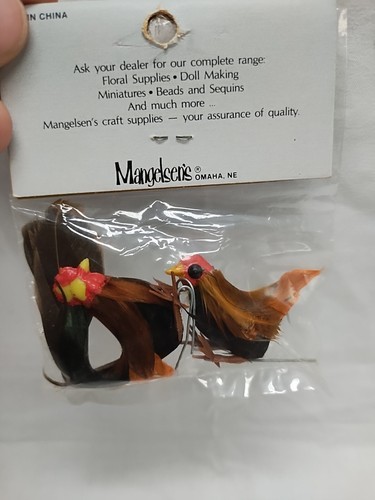 IN CHINA
Ask your dealer for our complete range:
Floral Supplies • Doll Making
Miniatures • Beads and Sequins
And much more ...
Mangelsen's craft supplies — your assurance of quality.
Mangelsen's® OMAHA, NE